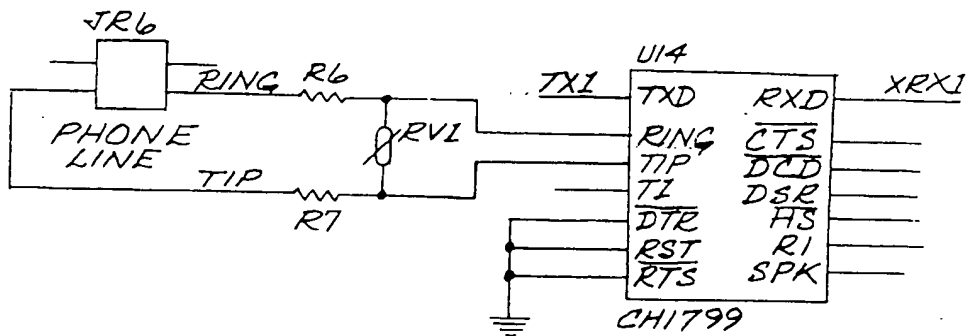 JR6
RING
R6
PHONE
LINE
RV1
TIP
R7
U14
TX1
TXD
RXD
XRX1
RING
CTS
TIP
DCD
TI
DSR
DTR
HS
RST
RI
RTS
SPK
CH1799